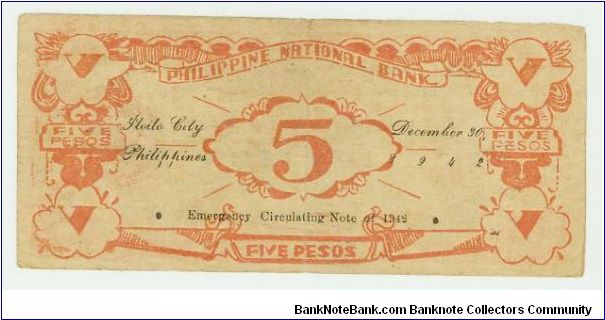 PHILIPPINE NATIONAL BANK
V V
Iloilo City December 30,
FIVE PESOS 5 FIVE PESOS
Philippines 1942
V V
Emergency Circulating Note of 1942
FIVE PESOS
BankNoteBank.com Banknote Collectors Community